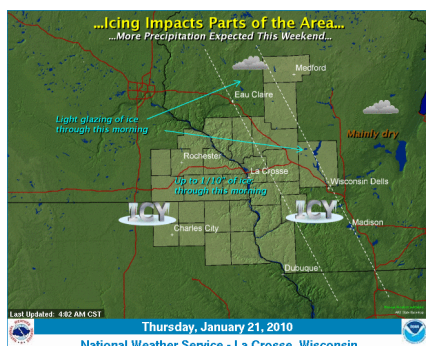 ...Icing Impacts Parts of the Area...
...More Precipitation Expected This Weekend...
Medford
Eau Claire
Light glazing of ice
through this morning
Mainly dry
Rochester
La Crosse
Up to 1/10" of ice
through this morning
Wisconsin Dells
ICY
ICY
Madison
Charles City
Dubuque
Last Updated: 4:02 AM CST
Thursday, January 21, 2010
National Weather Service - La Crosse, Wisconsin